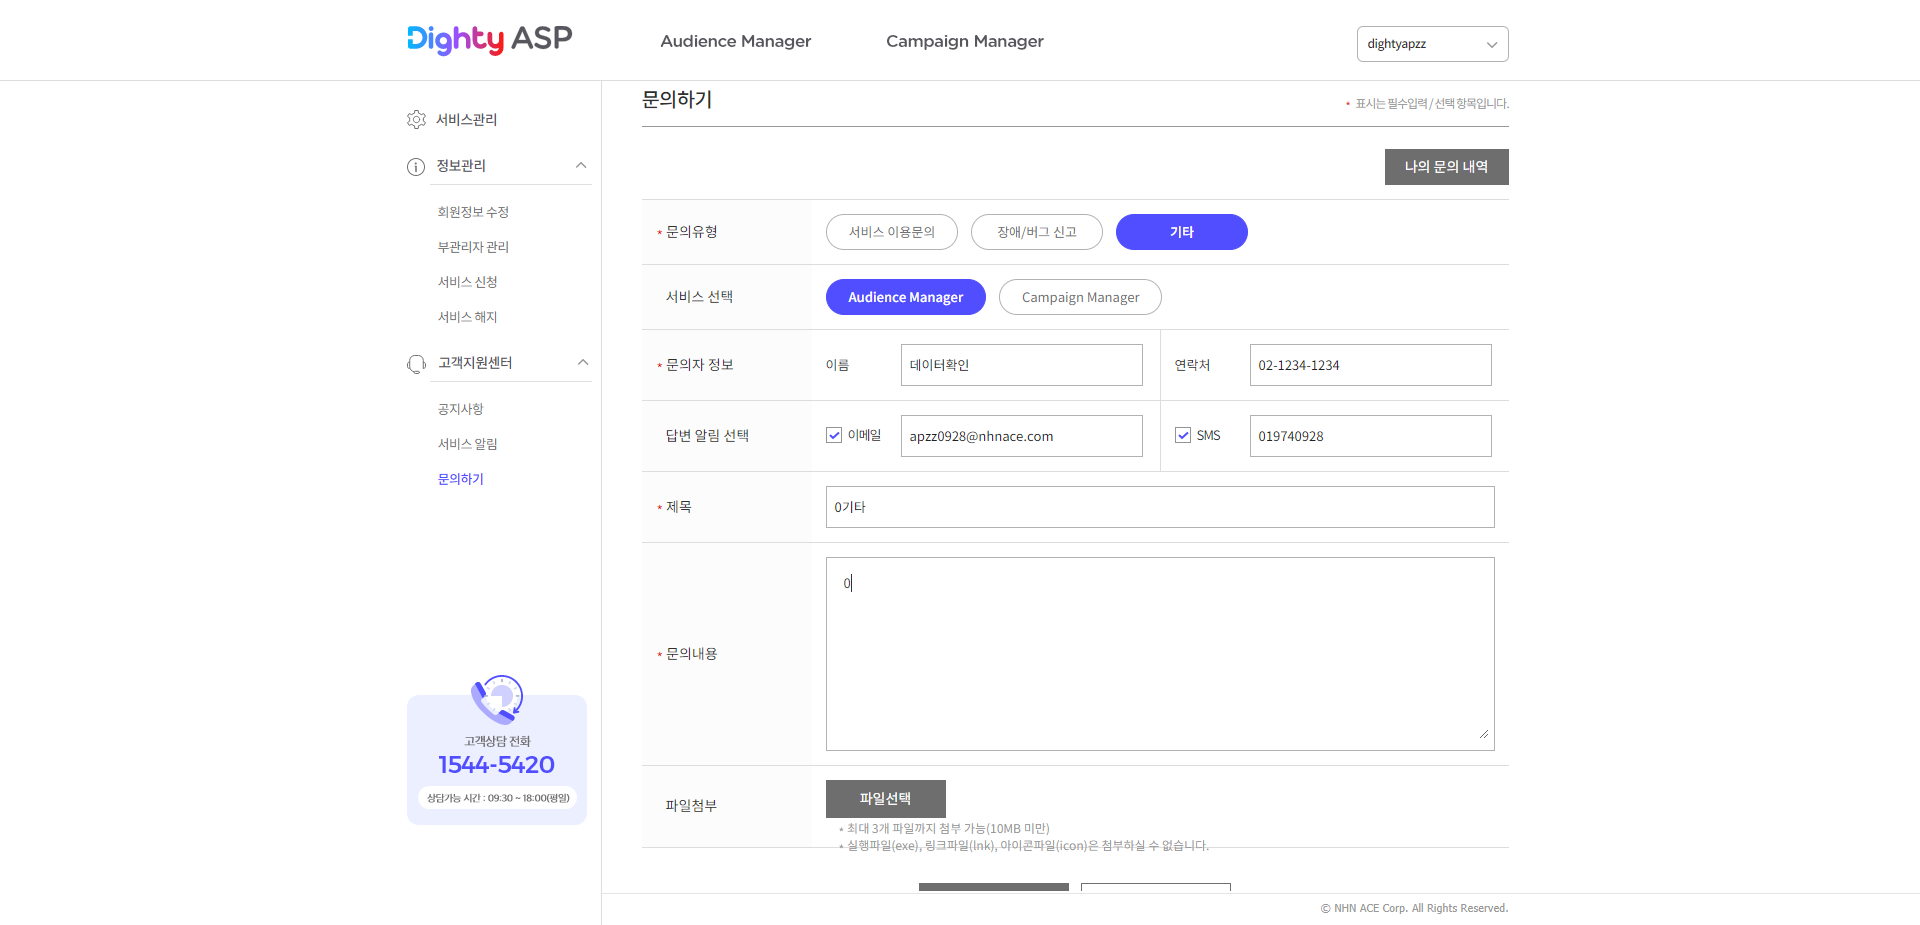 Dighty ASP
Audience Manager
Campaign Manager
dightyapzz
서비스관리
정보관리
회원정보 수정
부관리자 관리
서비스 신청
서비스 해지
고객지원센터
공지사항
서비스 알림
문의하기
고객상담 전화
1544-5420
상담가능 시간 : 09:30 ~ 18:00(평일)
문의하기
• 표시는 필수입력 / 선택 항목입니다.
나의 문의 내역
* 문의유형
서비스 이용문의
장애/버그 신고
기타
서비스 선택
Audience Manager
Campaign Manager
* 문의자 정보
이름
데이터확인
연락처
02-1234-1234
답변 알림 선택
이메일
apzz0928@nhnace.com
SMS
019740928
* 제목
0기타
* 문의내용
0
파일첨부
파일선택
* 최대 3개 파일까지 첨부 가능(10MB 미만)
* 실행파일(exe), 링크파일(lnk), 아이콘파일(icon)은 첨부하실 수 없습니다.
© NHN ACE Corp. All Rights Reserved.